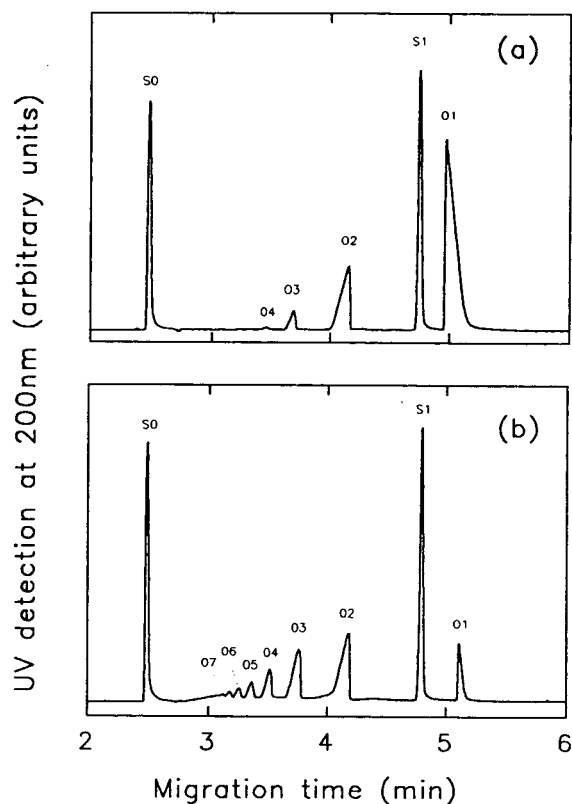 UV detection at 200nm (arbitrary units)
(a)
S0
O4
O3
O2
S1
O1
(b)
S0
O7
O6
O5
O4
O3
O2
S1
O1
2 3 4 5 6
Migration time (min)